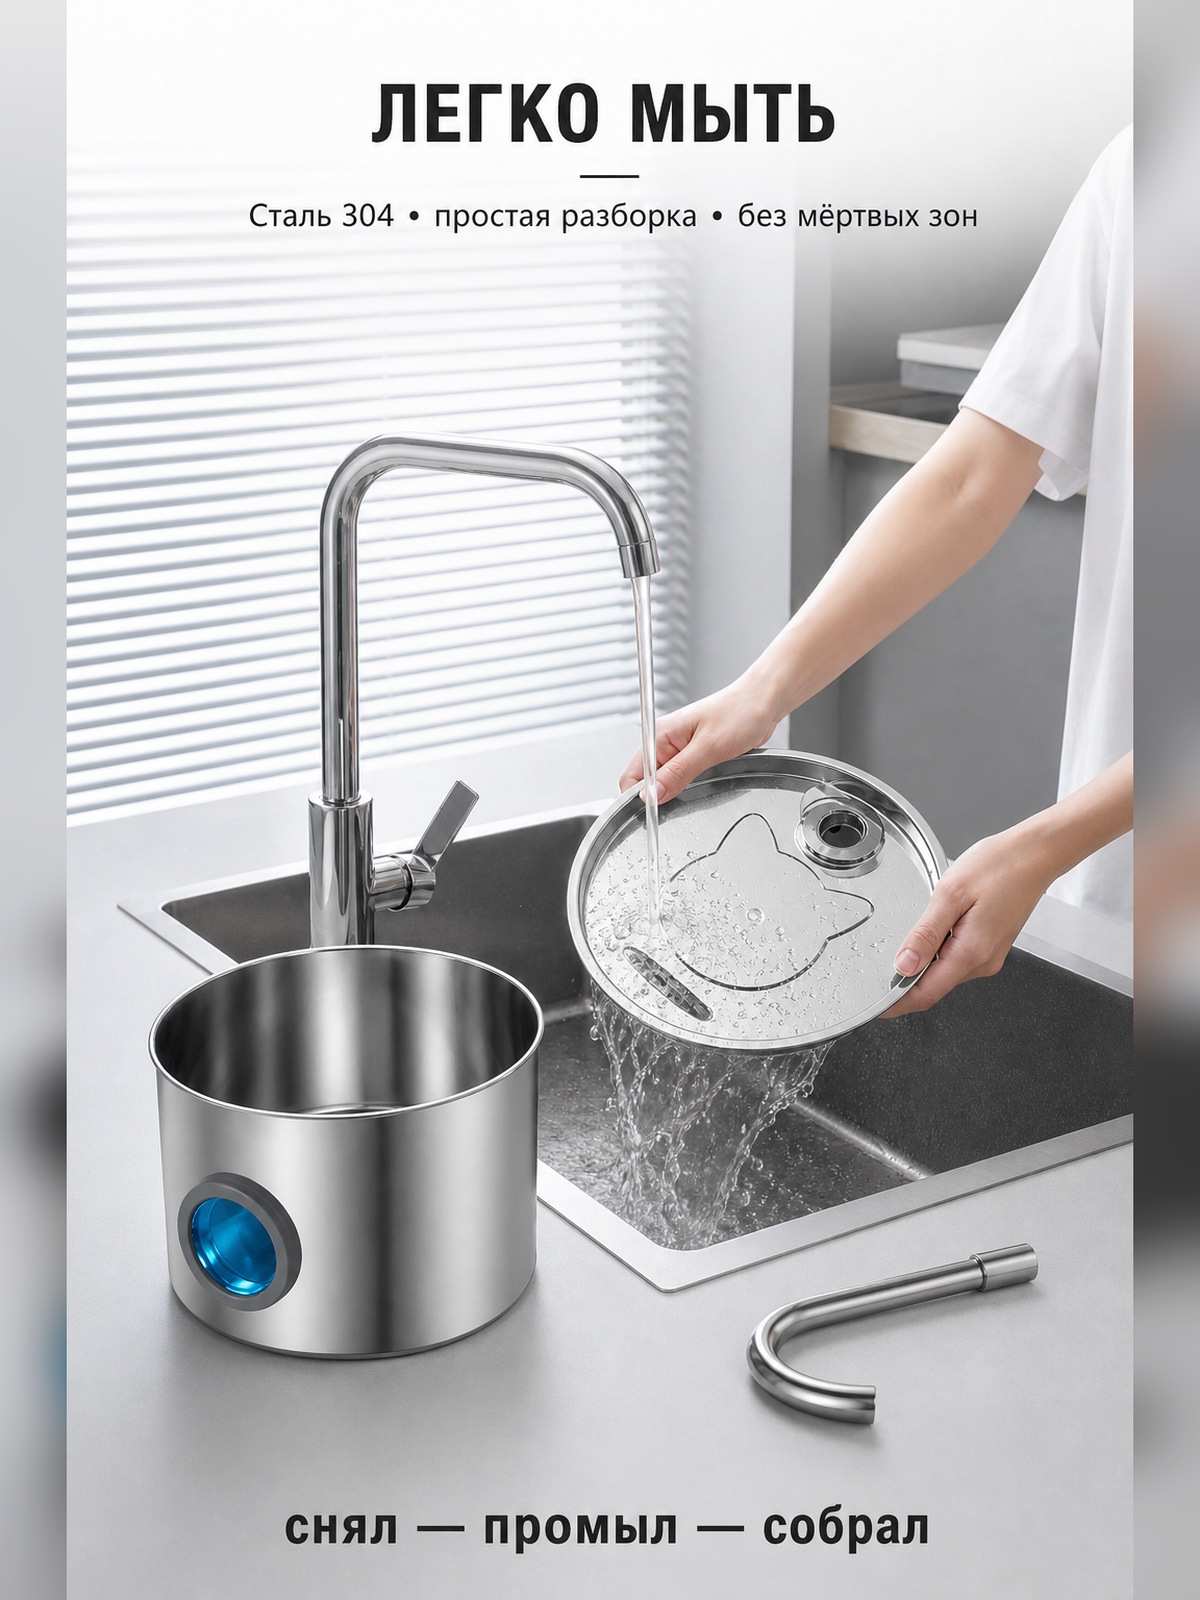 ЛЕГКО МЫТЬ
Сталь 304 • простая разборка • без мёртвых зон
снял — промыл — собрал